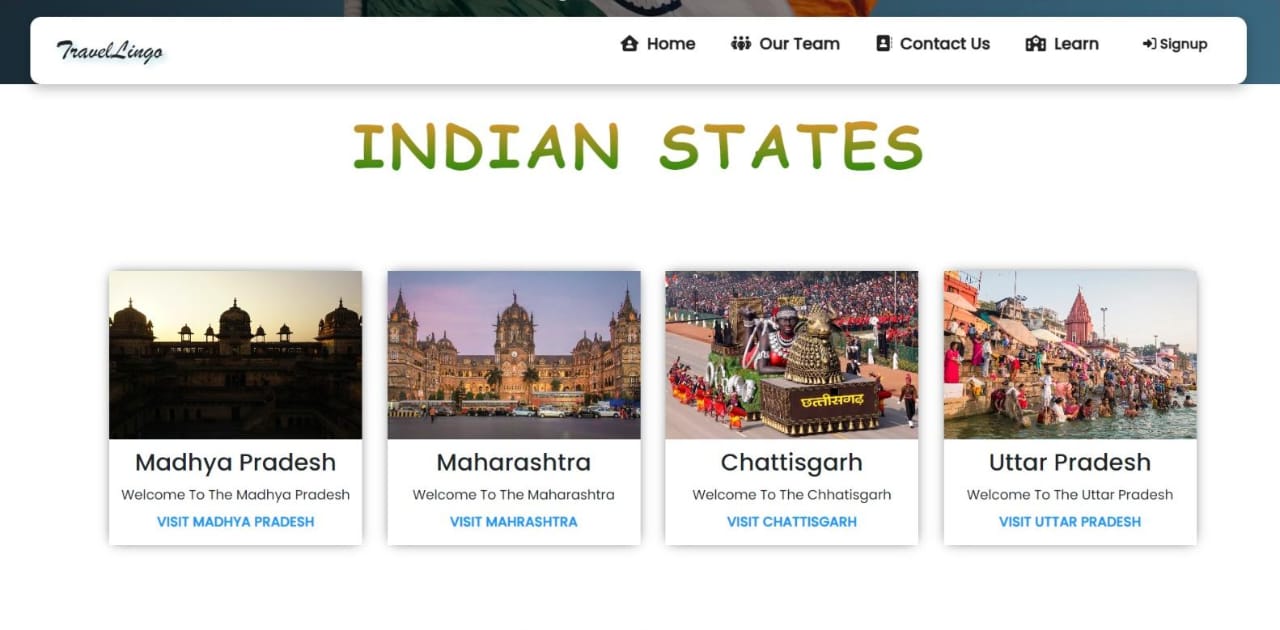 TravelLingo
Home
Our Team
Contact Us
Learn
Signup
INDIAN STATES
छत्तीसगढ़
Madhya Pradesh
Welcome To The Madhya Pradesh
VISIT MADHYA PRADESH
Maharashtra
Welcome To The Maharashtra
VISIT MAHRASHTRA
Chattisgarh
Welcome To The Chhatisgarh
VISIT CHATTISGARH
Uttar Pradesh
Welcome To The Uttar Pradesh
VISIT UTTAR PRADESH